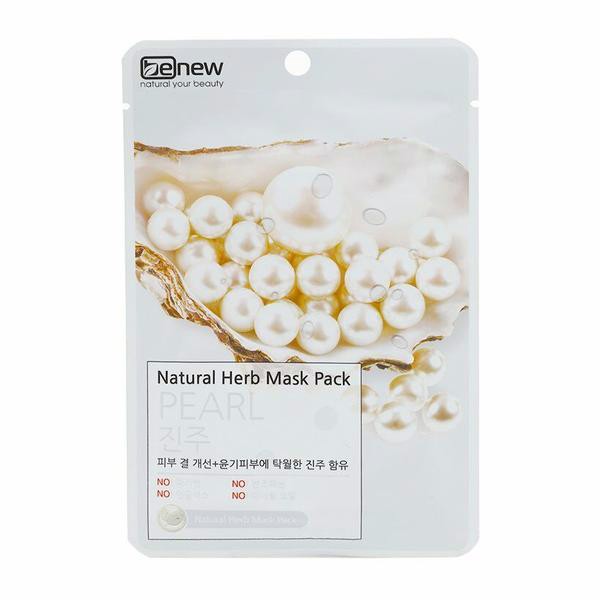 benew
natural your beauty
Natural Herb Mask Pack
PEARL
진주
피부 결 개선+윤기피부에 탁월한 진주 함유
NO
NO
NO
NO
Natural Herb Mask Pack